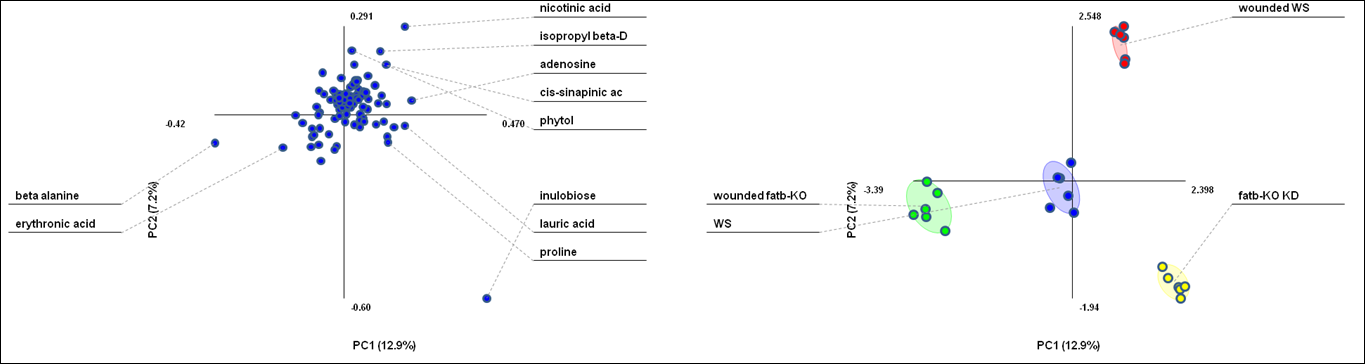 0.291
nicotinic acid
isopropyl beta-D
adenosine
cis-sinapinic ac
phytol
-0.42
0.470
beta alanine
erythronic acid
PC2 (7.2%)
inulobiose
lauric acid
proline
-0.60
PC1 (12.9%)
2.548
wounded WS
-3.39
2.398
wounded fatb-KO
WS
PC2 (7.2%)
fatb-KO KD
-1.94
PC1 (12.9%)